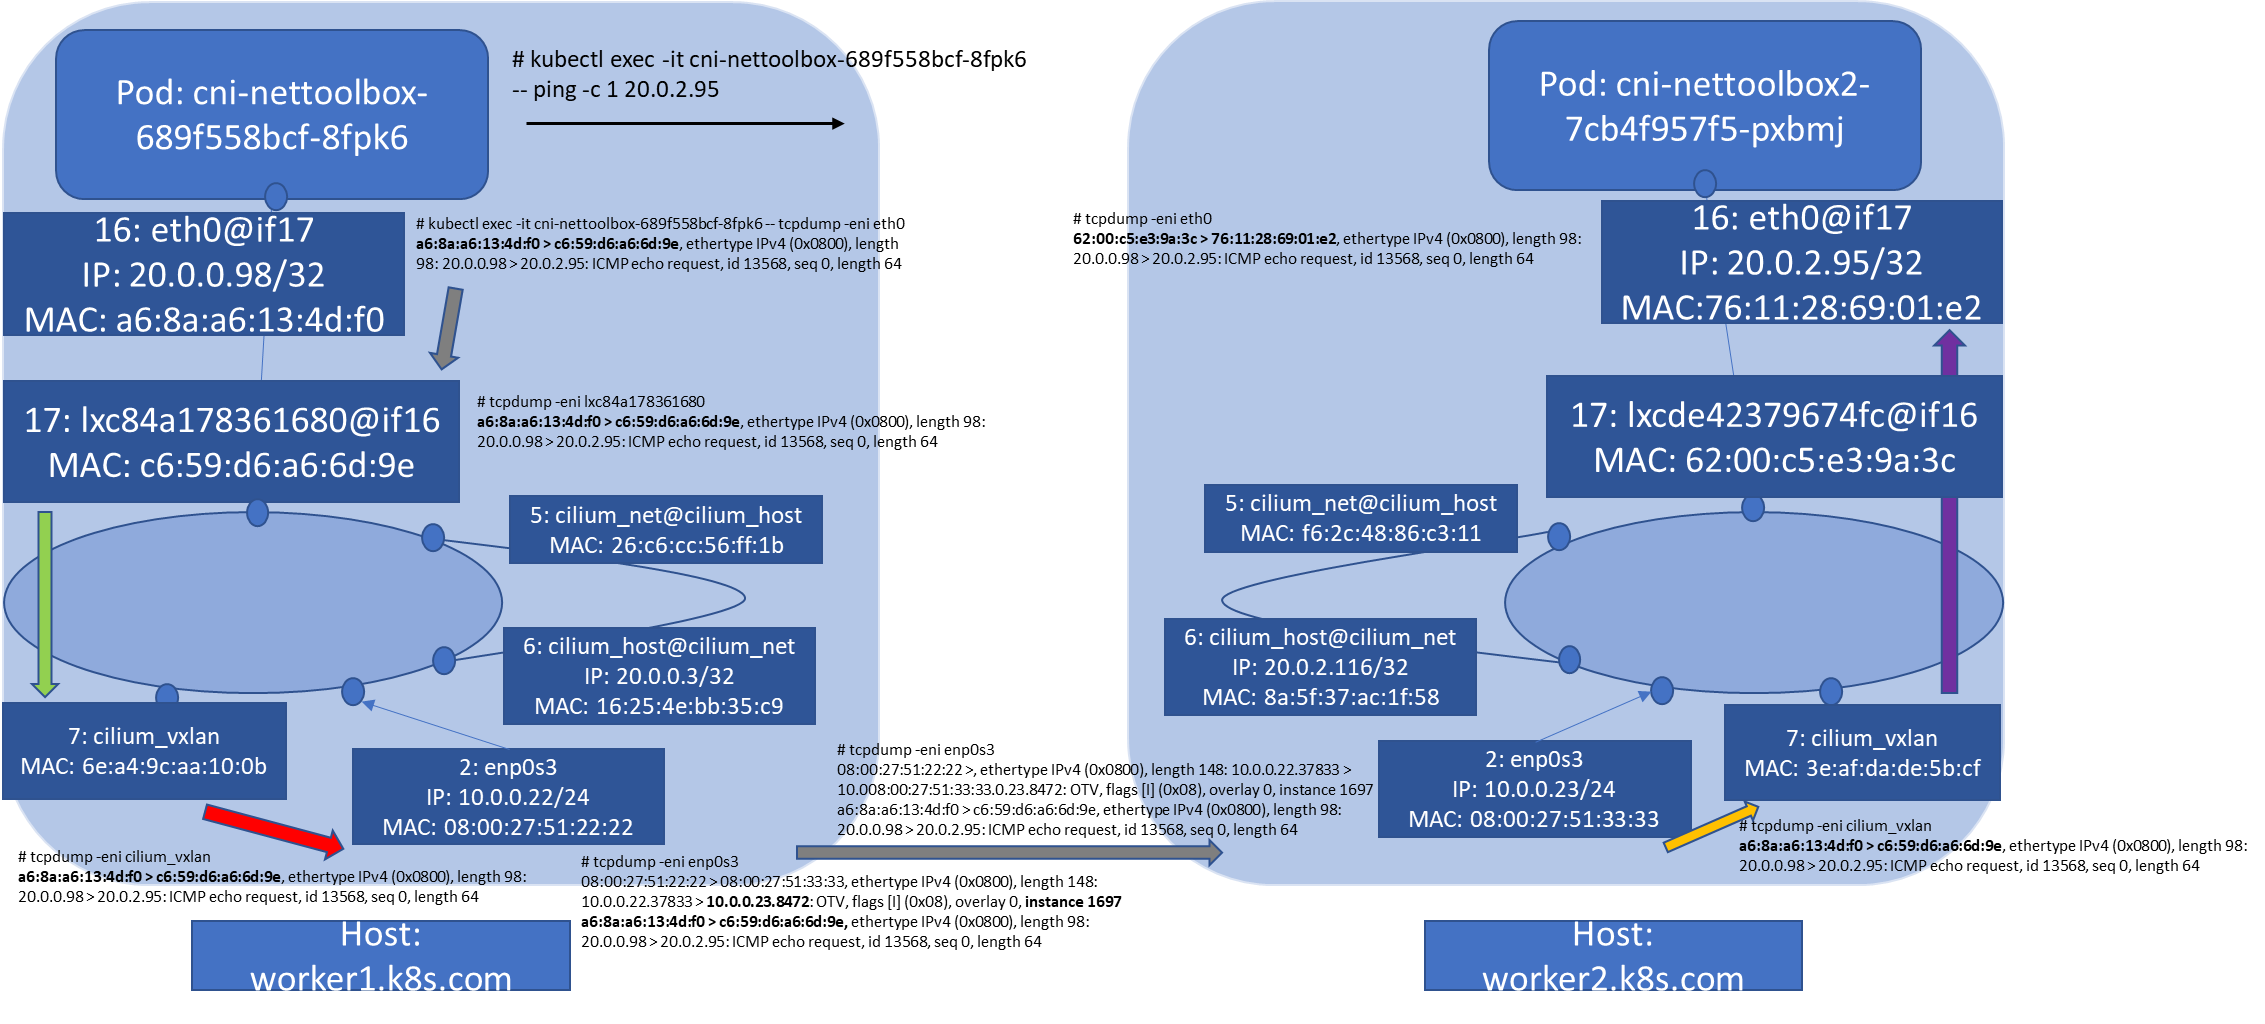 Pod: cni-nettoolbox-
689f558bcf-8fpk6
# kubectl exec -it cni-nettoolbox-689f558bcf-8fpk6
-- ping -c 1 20.0.2.95
Pod: cni-nettoolbox2-
7cb4f957f5-pxbmj
16: eth0@if17
IP: 20.0.0.98/32
MAC: a6:8a:a6:13:4d:f0
# kubectl exec -it cni-nettoolbox-689f558bcf-8fpk6 -- tcpdump -eni eth0
a6:8a:a6:13:4d:f0 > c6:59:d6:a6:6d:9e, ethertype IPv4 (0x0800), length
98: 20.0.0.98 > 20.0.2.95: ICMP echo request, id 13568, seq 0, length 64
# tcpdump -eni eth0
62:00:c5:e3:9a:3c > 76:11:28:69:01:e2, ethertype IPv4 (0x0800), length 98:
20.0.0.98 > 20.0.2.95: ICMP echo request, id 13568, seq 0, length 64
16: eth0@if17
IP: 20.0.2.95/32
MAC:76:11:28:69:01:e2
17: lxc84a178361680@if16
MAC: c6:59:d6:a6:6d:9e
# tcpdump -eni lxc84a178361680
a6:8a:a6:13:4d:f0 > c6:59:d6:a6:6d:9e, ethertype IPv4 (0x0800), length 98:
20.0.0.98 > 20.0.2.95: ICMP echo request, id 13568, seq 0, length 64
17: lxcde42379674fc@if16
MAC: 62:00:c5:e3:9a:3c
5: cilium_net@cilium_host
MAC: 26:c6:cc:56:ff:1b
5: cilium_net@cilium_host
MAC: f6:2c:48:86:c3:11
6: cilium_host@cilium_net
IP: 20.0.0.3/32
MAC: 16:25:4e:bb:35:c9
6: cilium_host@cilium_net
IP: 20.0.2.116/32
MAC: 8a:5f:37:ac:1f:58
7: cilium_vxlan
MAC: 6e:a4:9c:aa:10:0b
2: enp0s3
IP: 10.0.0.22/24
MAC: 08:00:27:51:22:22
# tcpdump -eni enp0s3
08:00:27:51:22:22 >, ethertype IPv4 (0x0800), length 148: 10.0.0.22.37833 >
10.008:00:27:51:33:33.0.23.8472: OTV, flags [I] (0x08), overlay 0, instance 1697
a6:8a:a6:13:4d:f0 > c6:59:d6:a6:6d:9e, ethertype IPv4 (0x0800), length 98:
20.0.0.98 > 20.0.2.95: ICMP echo request, id 13568, seq 0, length 64
2: enp0s3
IP: 10.0.0.23/24
MAC: 08:00:27:51:33:33
7: cilium_vxlan
MAC: 3e:af:da:de:5b:cf
# tcpdump -eni cilium_vxlan
a6:8a:a6:13:4d:f0 > c6:59:d6:a6:6d:9e, ethertype IPv4 (0x0800), length 98:
20.0.0.98 > 20.0.2.95: ICMP echo request, id 13568, seq 0, length 64
# tcpdump -eni enp0s3
08:00:27:51:22:22 > 08:00:27:51:33:33, ethertype IPv4 (0x0800), length 148:
10.0.0.22.37833 > 10.0.0.23.8472: OTV, flags [I] (0x08), overlay 0, instance 1697
a6:8a:a6:13:4d:f0 > c6:59:d6:a6:6d:9e, ethertype IPv4 (0x0800), length 98:
20.0.0.98 > 20.0.2.95: ICMP echo request, id 13568, seq 0, length 64
# tcpdump -eni cilium_vxlan
a6:8a:a6:13:4d:f0 > c6:59:d6:a6:6d:9e, ethertype IPv4 (0x0800), length 98:
20.0.0.98 > 20.0.2.95: ICMP echo request, id 13568, seq 0, length 64
Host:
worker1.k8s.com
Host:
worker2.k8s.com